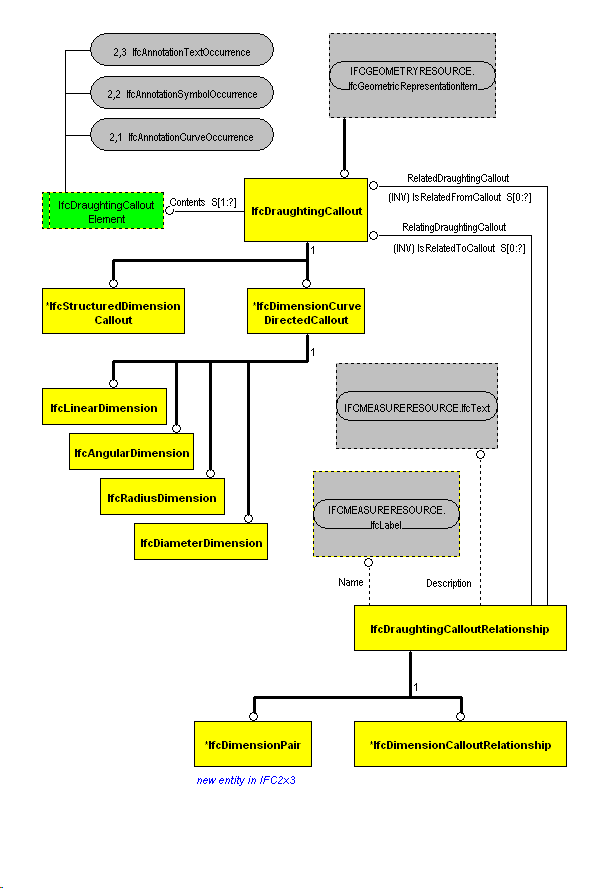 2,3 IfcAnnotationTextOccurrence
2,2 IfcAnnotationSymbolOccurrence
2,1 IfcAnnotationCurveOccurrence
IFCGEOMETRYRESOURCE.
IfcGeometricRepresentationItem
IfcDraughtingCallout
Element
Contents S[1:?]
IfcDraughtingCallout
RelatedDraughtingCallout
(INV) IsRelatedFromCallout S[0:?]
RelatingDraughtingCallout
(INV) IsRelatedToCallout S[0:?]
1
*IfcStructuredDimension
Callout
*IfcDimensionCurve
DirectedCallout
1
IfcLinearDimension
IfcAngularDimension
IfcRadiusDimension
IfcDiameterDimension
IFCMEASURERESOURCE.IfcText
IFCMEASURERESOURCE.
IfcLabel
Name
Description
IfcDraughtingCalloutRelationship
1
*IfcDimensionPair
*IfcDimensionCalloutRelationship
new entity in IFC2x3